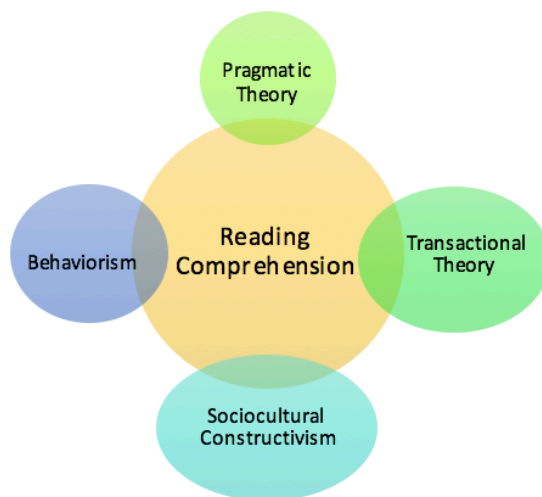 Pragmatic
Theory
Reading
Comprehension
Behaviorism
Transactional
Theory
Sociocultural
Constructivism